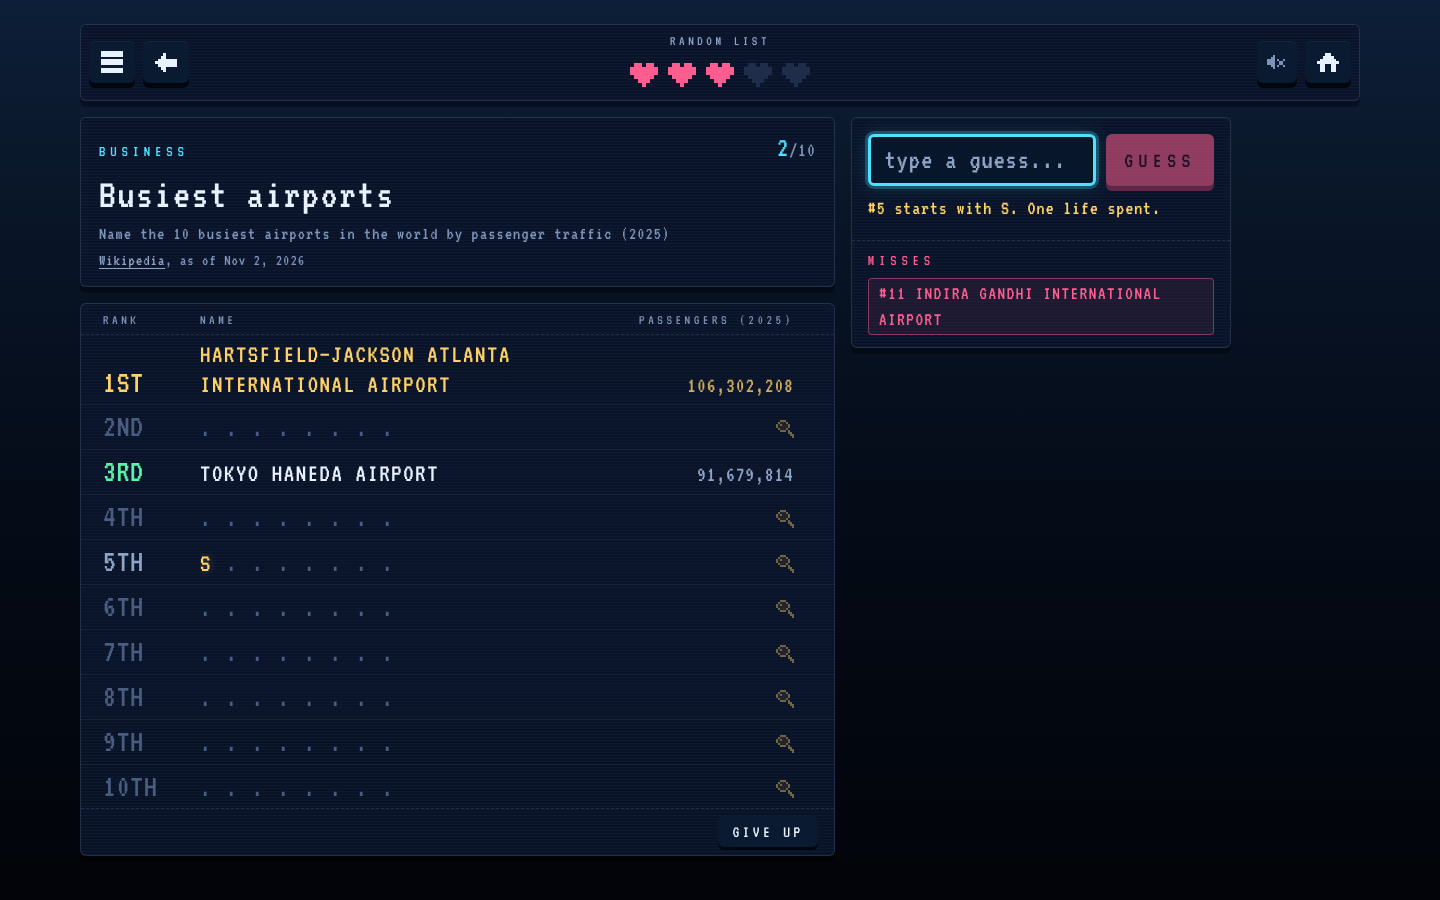 RANDOM LIST
BUSINESS
2/10
Busiest airports
Name the 10 busiest airports in the world by passenger traffic (2025)
Wikipedia, as of Nov 2, 2026
RANK NAME PASSENGERS (2025)
HARTSFIELD-JACKSON ATLANTA
1ST INTERNATIONAL AIRPORT 106,302,208
2ND . . . . . . . .
3RD TOKYO HANEDA AIRPORT 91,679,814
4TH . . . . . . . .
5TH S . . . . . . .
6TH . . . . . . . .
7TH . . . . . . . .
8TH . . . . . . . .
9TH . . . . . . . .
10TH . . . . . . . .
GIVE UP
type a guess... GUESS
#5 starts with S. One life spent.
MISSES
#11 INDIRA GANDHI INTERNATIONAL
AIRPORT